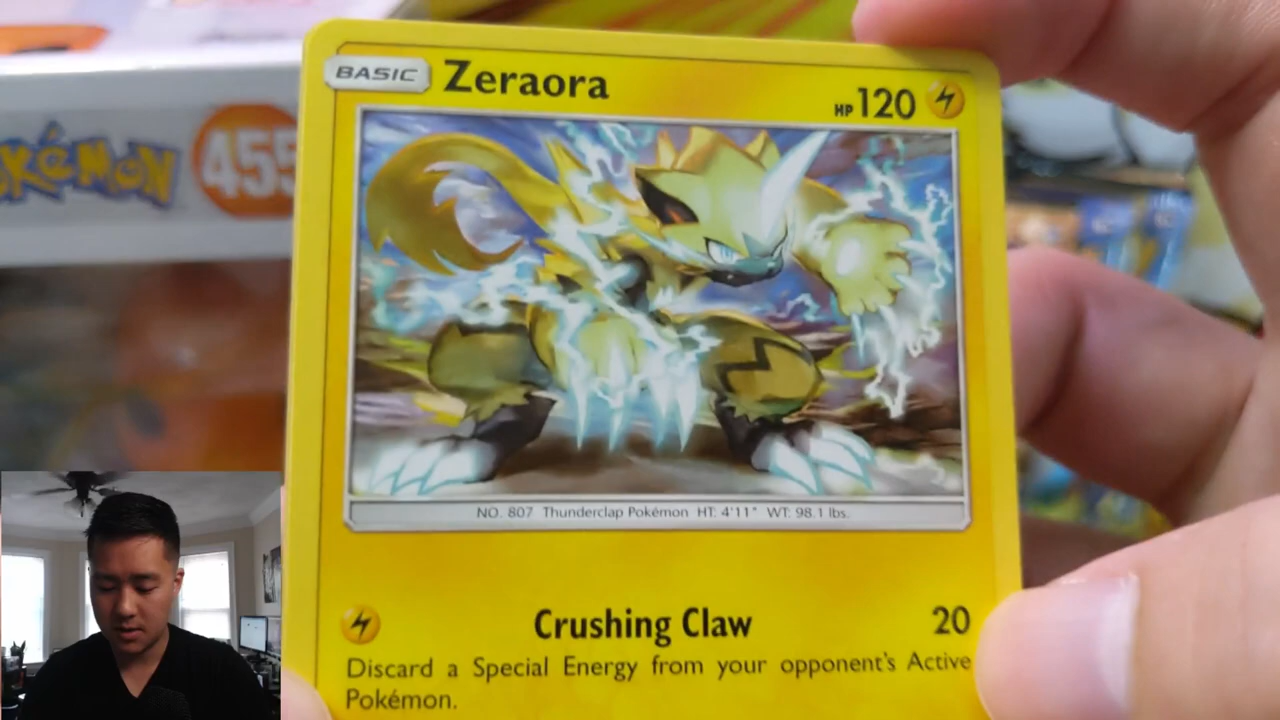 BASIC Zeraora HP 120
POKéMON 455
NO. 807 Thunderclap Pokémon HT: 4'11" WT: 98.1 lbs.
Crushing Claw 20
Discard a Special Energy from your opponent's Active
Pokémon.